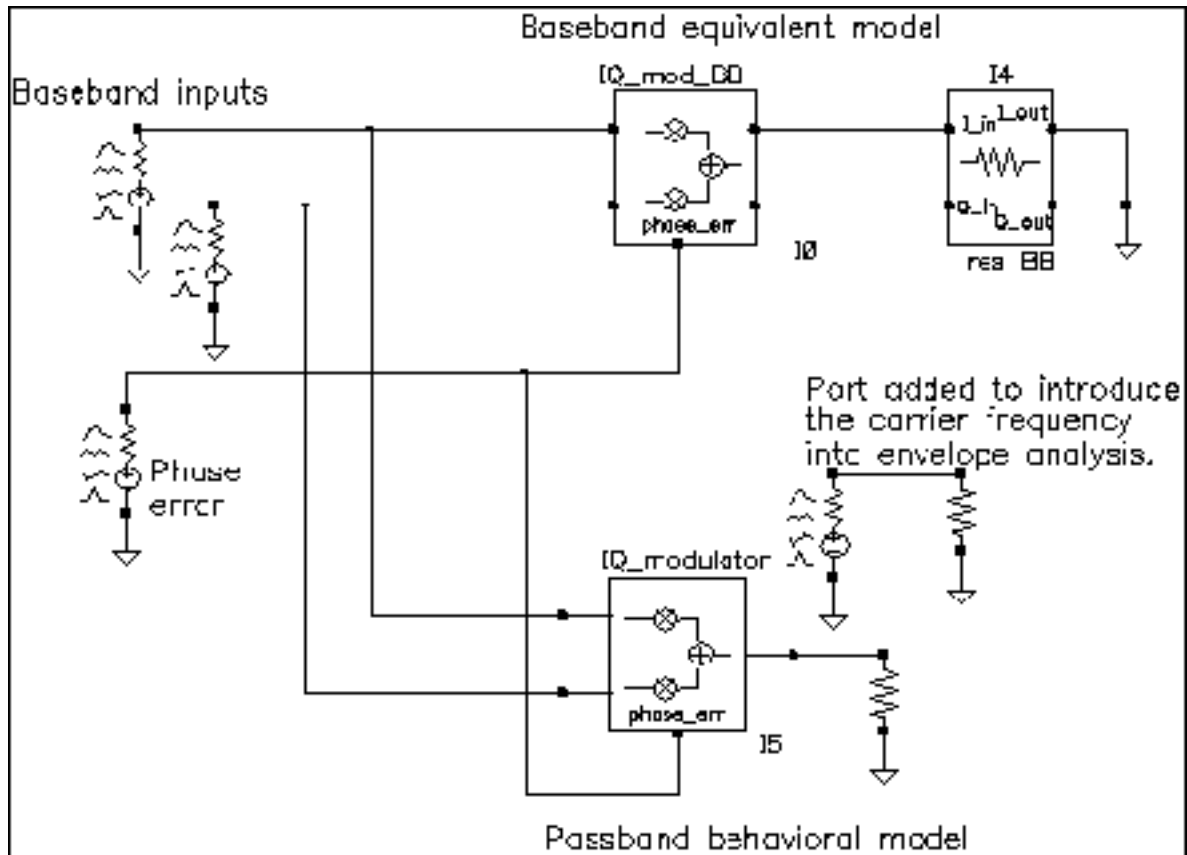 Baseband equivalent model
IQ_mod_BB
I4
Baseband inputs
I_in
I_out
Q_in
Q_out
phase_err
I0
res BB
Part added to introduce
the carrier frequency
into envelope analysis.
Phase
error
IQ_modulator
phase_err
I5
Passband behavioral model